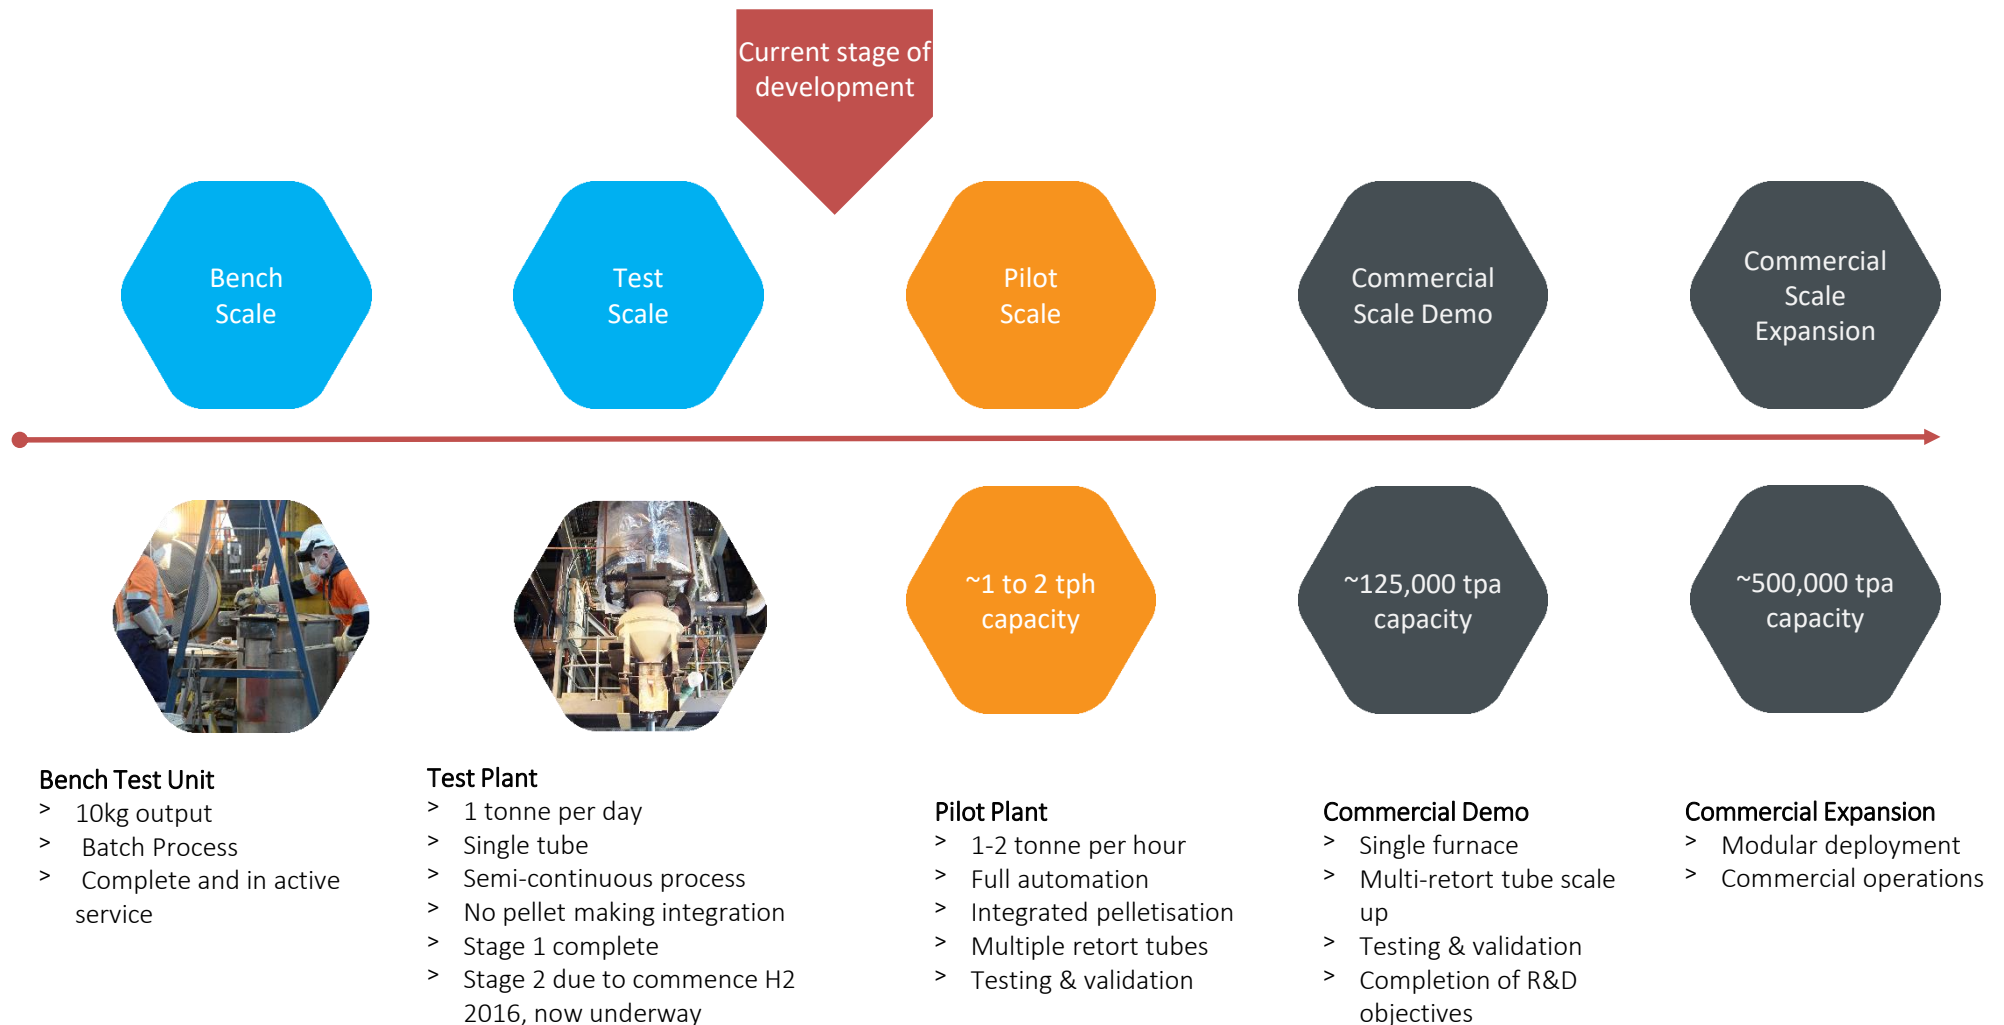 Current stage of
development
Bench
Scale
Test
Scale
Pilot
Scale
Commercial
Scale Demo
Commercial
Scale
Expansion
~1 to 2 tph
capacity
~125,000 tpa
capacity
~500,000 tpa
capacity
Bench Test Unit
> 10kg output
> Batch Process
> Complete and in active
service
Test Plant
> 1 tonne per day
> Single tube
> Semi-continuous process
> No pellet making integration
> Stage 1 complete
> Stage 2 due to commence H2
2016, now underway
Pilot Plant
> 1-2 tonne per hour
> Full automation
> Integrated pelletisation
> Multiple retort tubes
> Testing & validation
Commercial Demo
> Single furnace
> Multi-retort tube scale
up
> Testing & validation
> Completion of R&D
objectives
Commercial Expansion
> Modular deployment
> Commercial operations